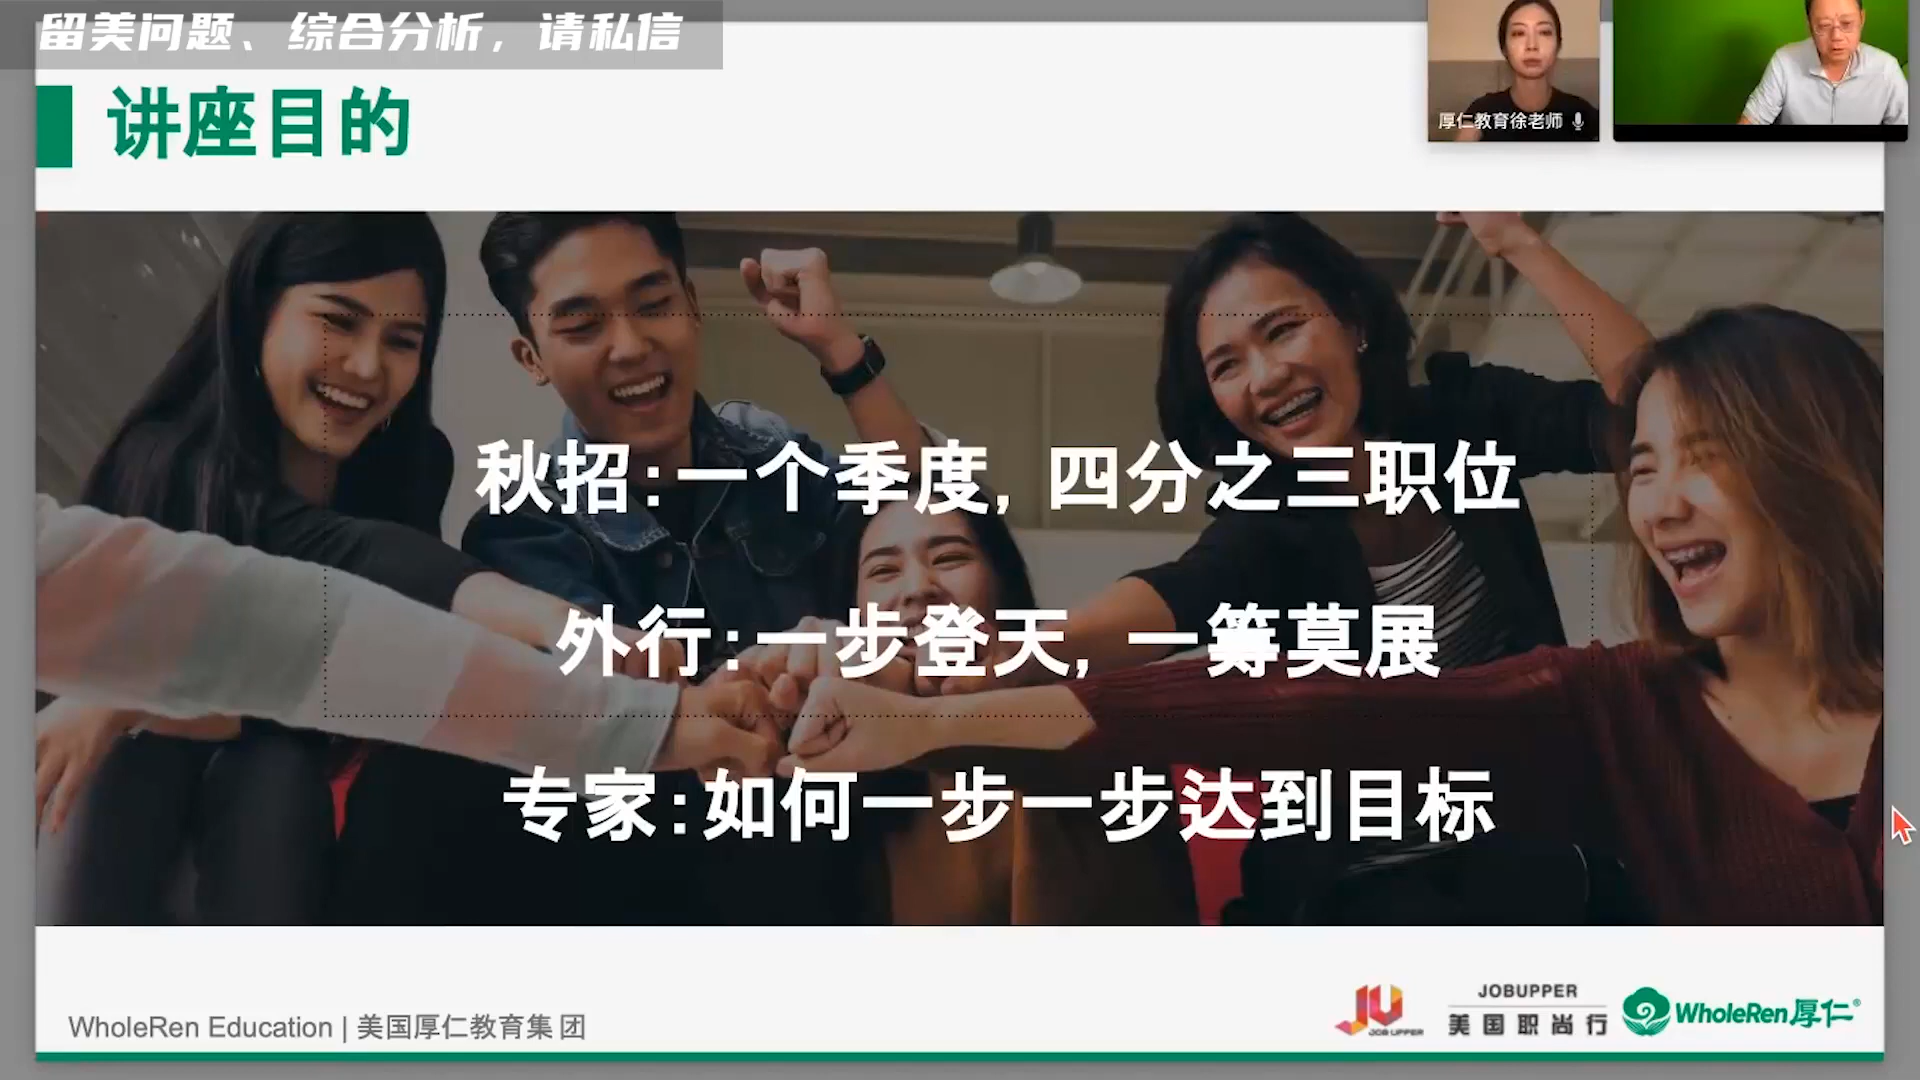 留美问题、综合分析，请私信
讲座目的
厚仁教育徐老师
秋招:一个季度,四分之三职位
外行:一步登天,一筹莫展
专家:如何一步一步达到目标
WholeRen Education | 美国厚仁教育集团
JU
JOB UPPER
JOBUPPER
美国职尚行
WholeRen厚仁®